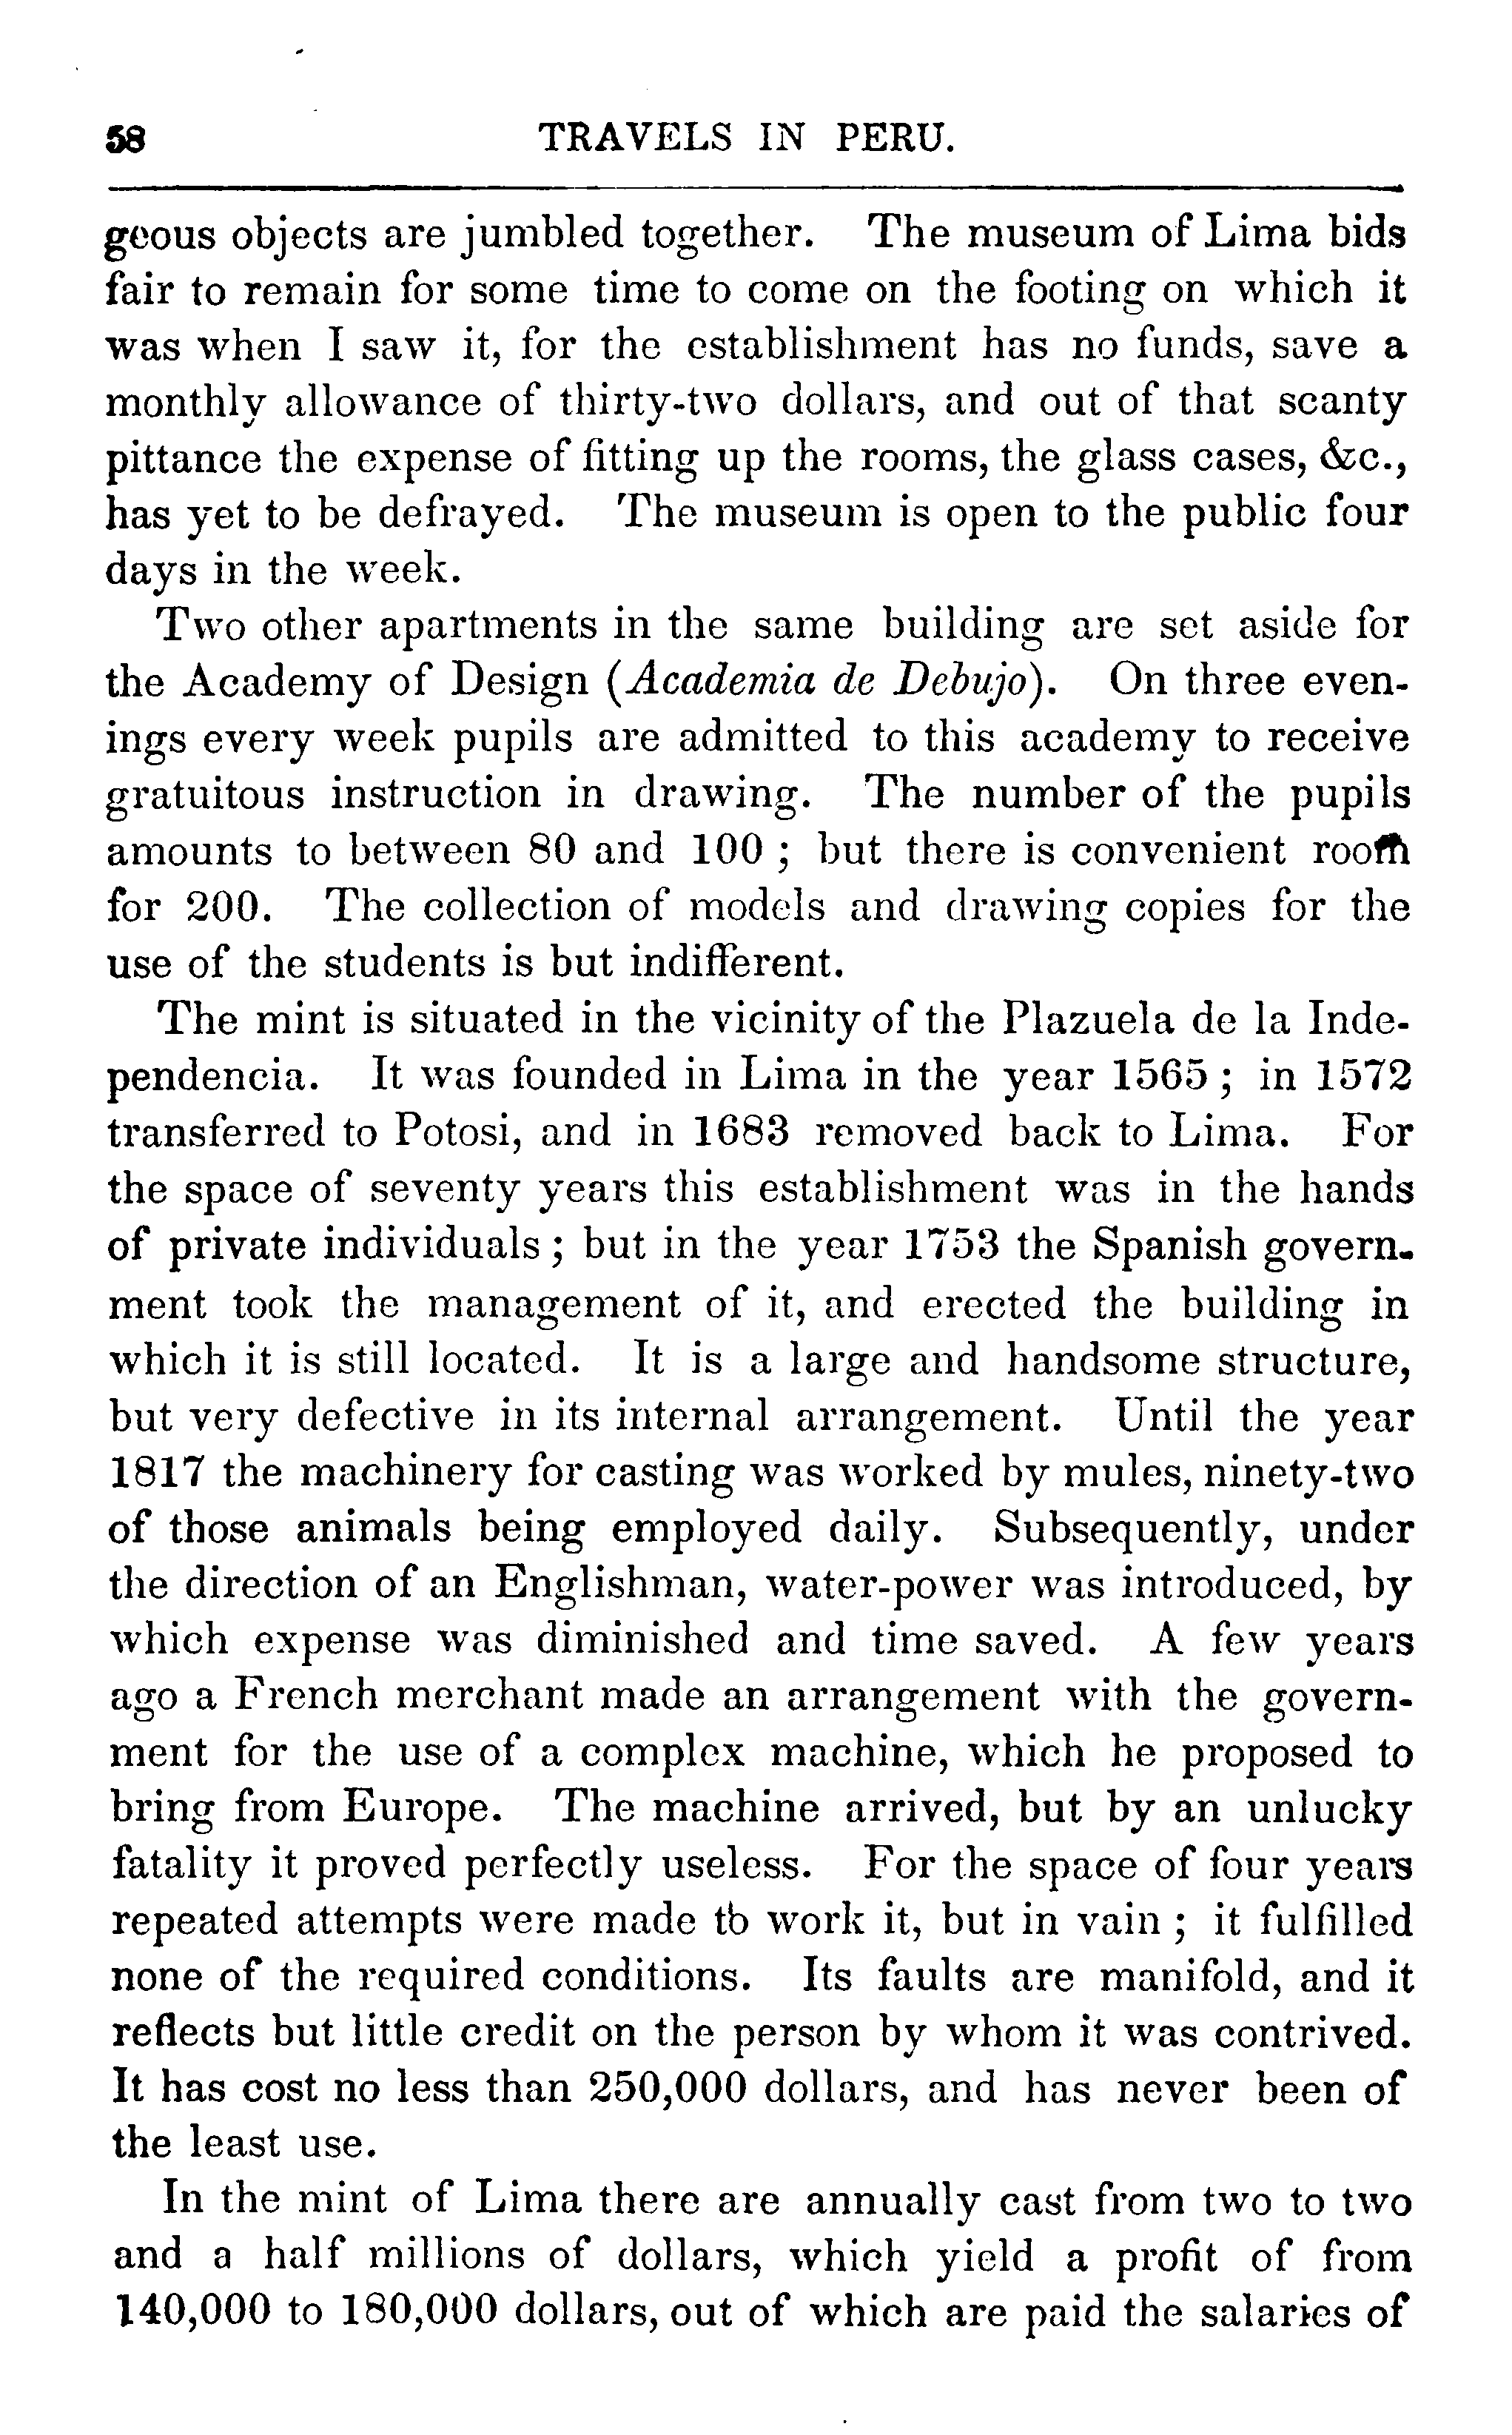 58 TRAVELS IN PERU.
geous objects are jumbled together. The museum of Lima bids
fair to remain for some time to come on the footing on which it
was when I saw it, for the establishment has no funds, save a
monthly allowance of thirty-two dollars, and out of that scanty
pittance the expense of fitting up the rooms, the glass cases, &c.,
has yet to be defrayed. The museum is open to the public four
days in the week.
Two other apartments in the same building are set aside for
the Academy of Design (Academia de Debujo). On three even-
ings every week pupils are admitted to this academy to receive
gratuitous instruction in drawing. The number of the pupils
amounts to between 80 and 100 ; but there is convenient room
for 200. The collection of models and drawing copies for the
use of the students is but indifferent.
The mint is situated in the vicinity of the Plazuela de la Inde-
pendencia. It was founded in Lima in the year 1565 ; in 1572
transferred to Potosi, and in 1683 removed back to Lima. For
the space of seventy years this establishment was in the hands
of private individuals ; but in the year 1753 the Spanish govern-
ment took the management of it, and erected the building in
which it is still located. It is a large and handsome structure,
but very defective in its internal arrangement. Until the year
1817 the machinery for casting was worked by mules, ninety-two
of those animals being employed daily. Subsequently, under
the direction of an Englishman, water-power was introduced, by
which expense was diminished and time saved. A few years
ago a French merchant made an arrangement with the govern-
ment for the use of a complex machine, which he proposed to
bring from Europe. The machine arrived, but by an unlucky
fatality it proved perfectly useless. For the space of four years
repeated attempts were made to work it, but in vain ; it fulfilled
none of the required conditions. Its faults are manifold, and it
reflects but little credit on the person by whom it was contrived.
It has cost no less than 250,000 dollars, and has never been of
the least use.
In the mint of Lima there are annually cast from two to two
and a half millions of dollars, which yield a profit of from
140,000 to 180,000 dollars, out of which are paid the salaries of